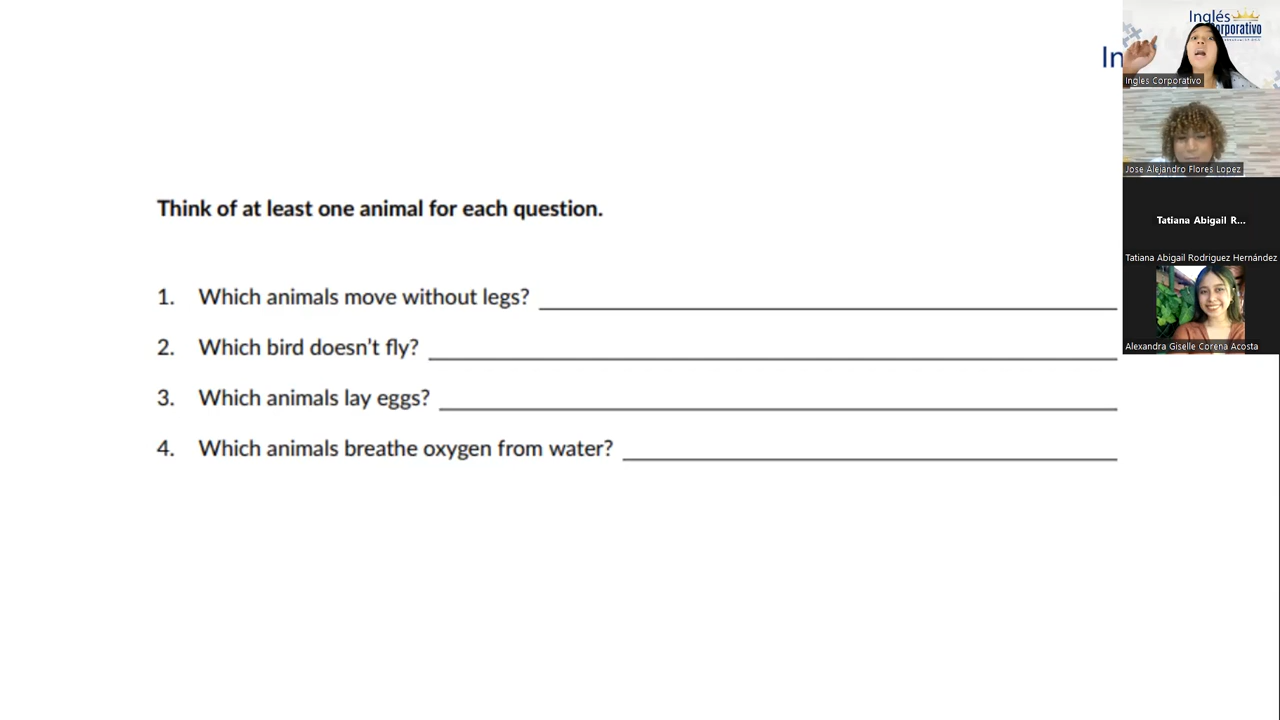 Inglés
Corporativo
In
Ingles Corporativo
Jose Alejandro Flores Lopez
Think of at least one animal for each question.
Tatiana Abigail R...
Tatiana Abigail Rodriguez Hernández
1. Which animals move without legs?
2. Which bird doesn't fly?
Alexandra Giselle Corena Acosta
3. Which animals lay eggs?
4. Which animals breathe oxygen from water?